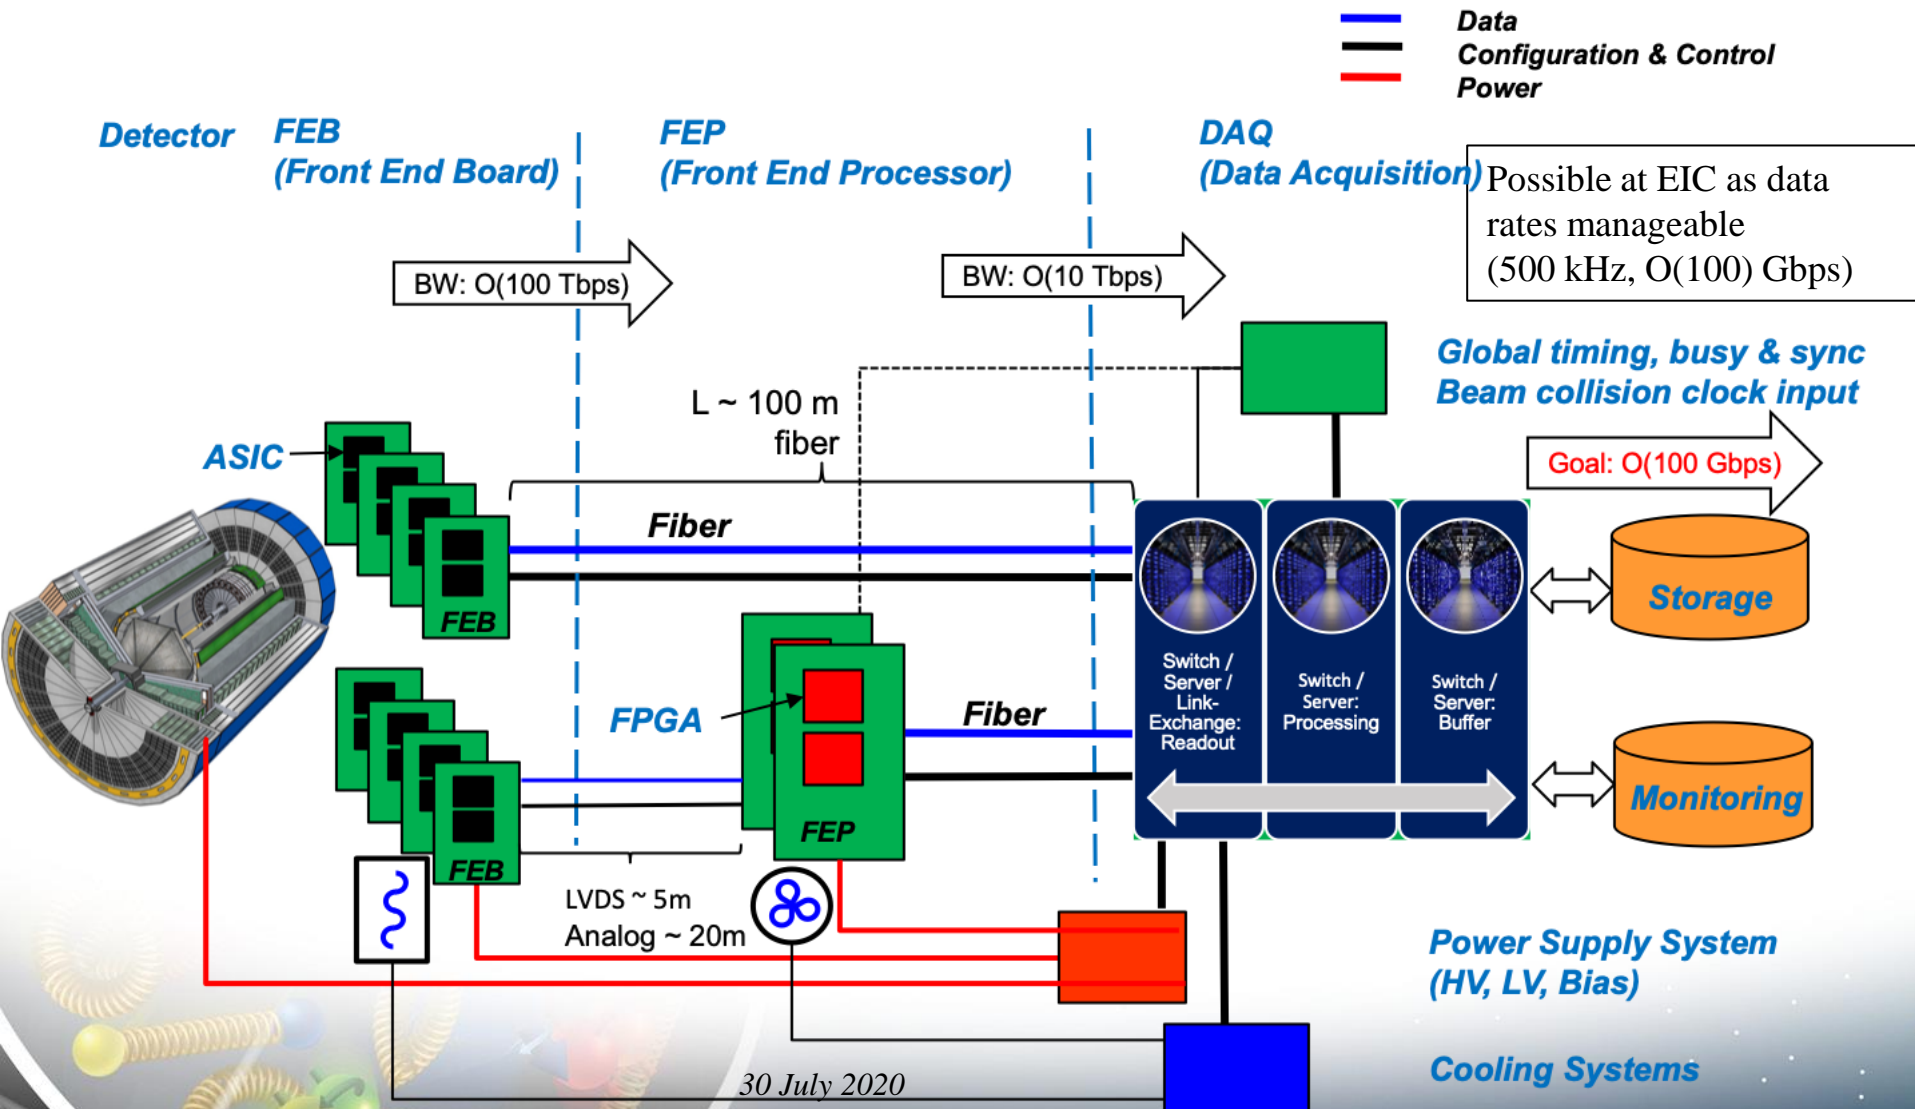 Data
Configuration & Control
Power
Detector
FEB
(Front End Board)
FEP
(Front End Processor)
DAQ
(Data Acquisition)
Possible at EIC as data
rates manageable
(500 kHz, O(100) Gbps)
BW: O(100 Tbps)
BW: O(10 Tbps)
Global timing, busy & sync
Beam collision clock input
L ~ 100 m
fiber
Goal: O(100 Gbps)
ASIC
Fiber
FEB
Storage
Switch /
Server /
Link-
Exchange:
Readout
Switch /
Server:
Processing
Switch /
Server:
Buffer
FPGA
Fiber
Monitoring
FEP
FEB
LVDS ~ 5m
Analog ~ 20m
Power Supply System
(HV, LV, Bias)
Cooling Systems
30 July 2020